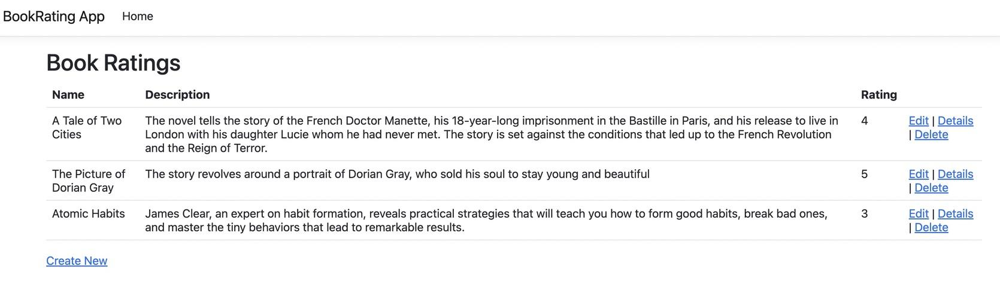 BookRating App Home
Book Ratings
Name Description Rating
A Tale of Two
Cities
The novel tells the story of the French Doctor Manette, his 18-year-long imprisonment in the Bastille in Paris, and his release to live in
London with his daughter Lucie whom he had never met. The story is set against the conditions that led up to the French Revolution
and the Reign of Terror.
4
Edit | Details
| Delete
The Picture of
Dorian Gray
The story revolves around a portrait of Dorian Gray, who sold his soul to stay young and beautiful
5
Edit | Details
| Delete
Atomic Habits
James Clear, an expert on habit formation, reveals practical strategies that will teach you how to form good habits, break bad ones,
and master the tiny behaviors that lead to remarkable results.
3
Edit | Details
| Delete
Create New